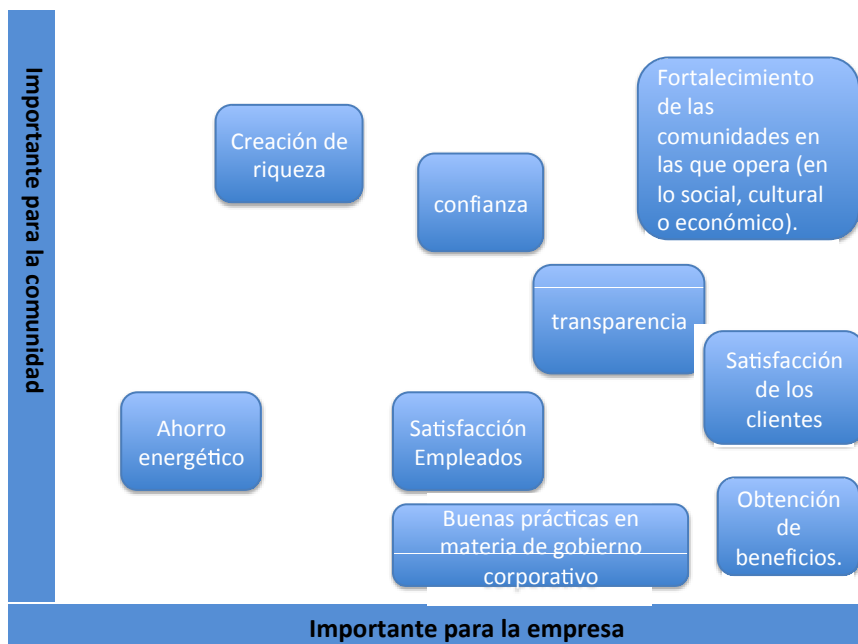 Importante para la comunidad
Creación de
riqueza
confianza
Fortalecimiento
de las
comunidades en
las que opera (en
lo social, cultural
o económico).
transparencia
Satisfacción
de los
clientes
Ahorro
energético
Satisfacción
Empleados
Buenas prácticas en
materia de gobierno
corporativo
Obtención
de
beneficios.
Importante para la empresa